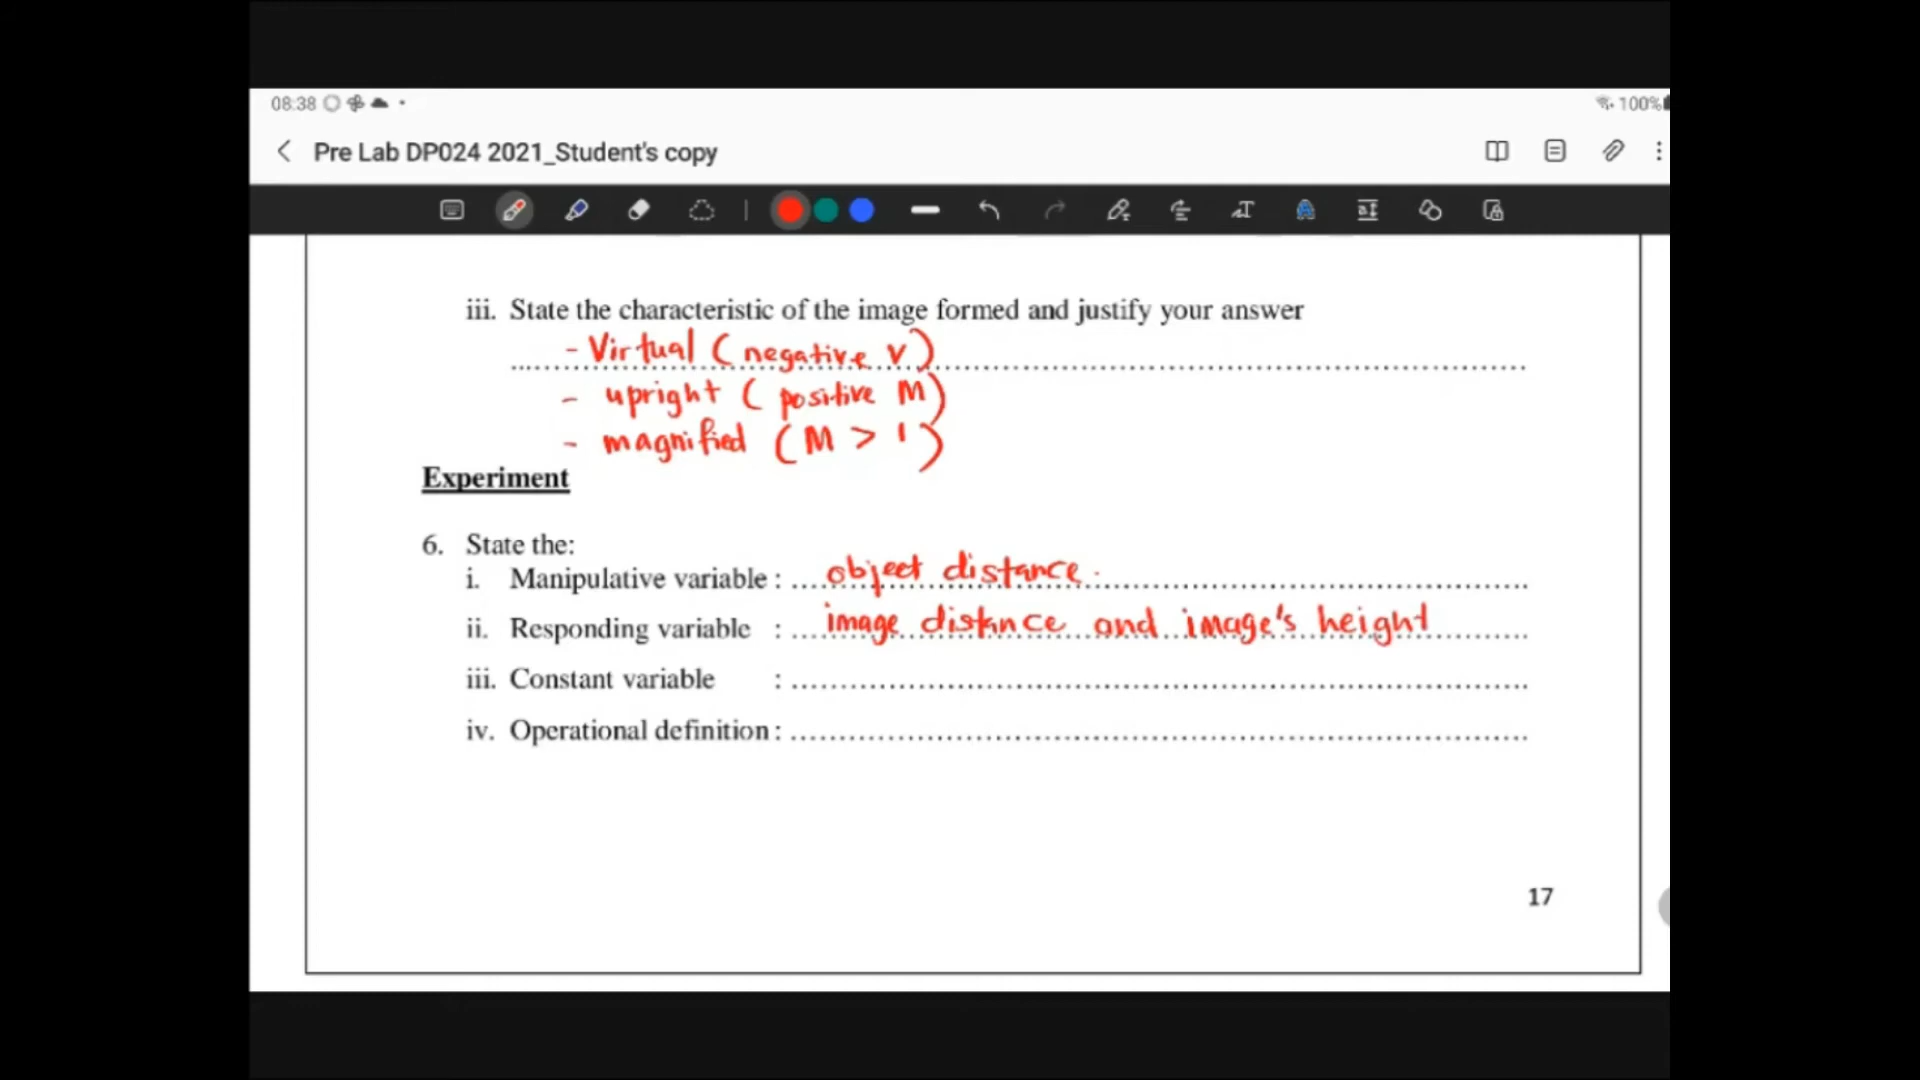 08:38
100%
Pre Lab DP024 2021_Student's copy
iii. State the characteristic of the image formed and justify your answer
- Virtual (negative v)
- upright (positive M)
- magnified (M > 1)
Experiment
6. State the:
i. Manipulative variable : object distance.
ii. Responding variable : image distance and image's height
iii. Constant variable :
iv. Operational definition :
17